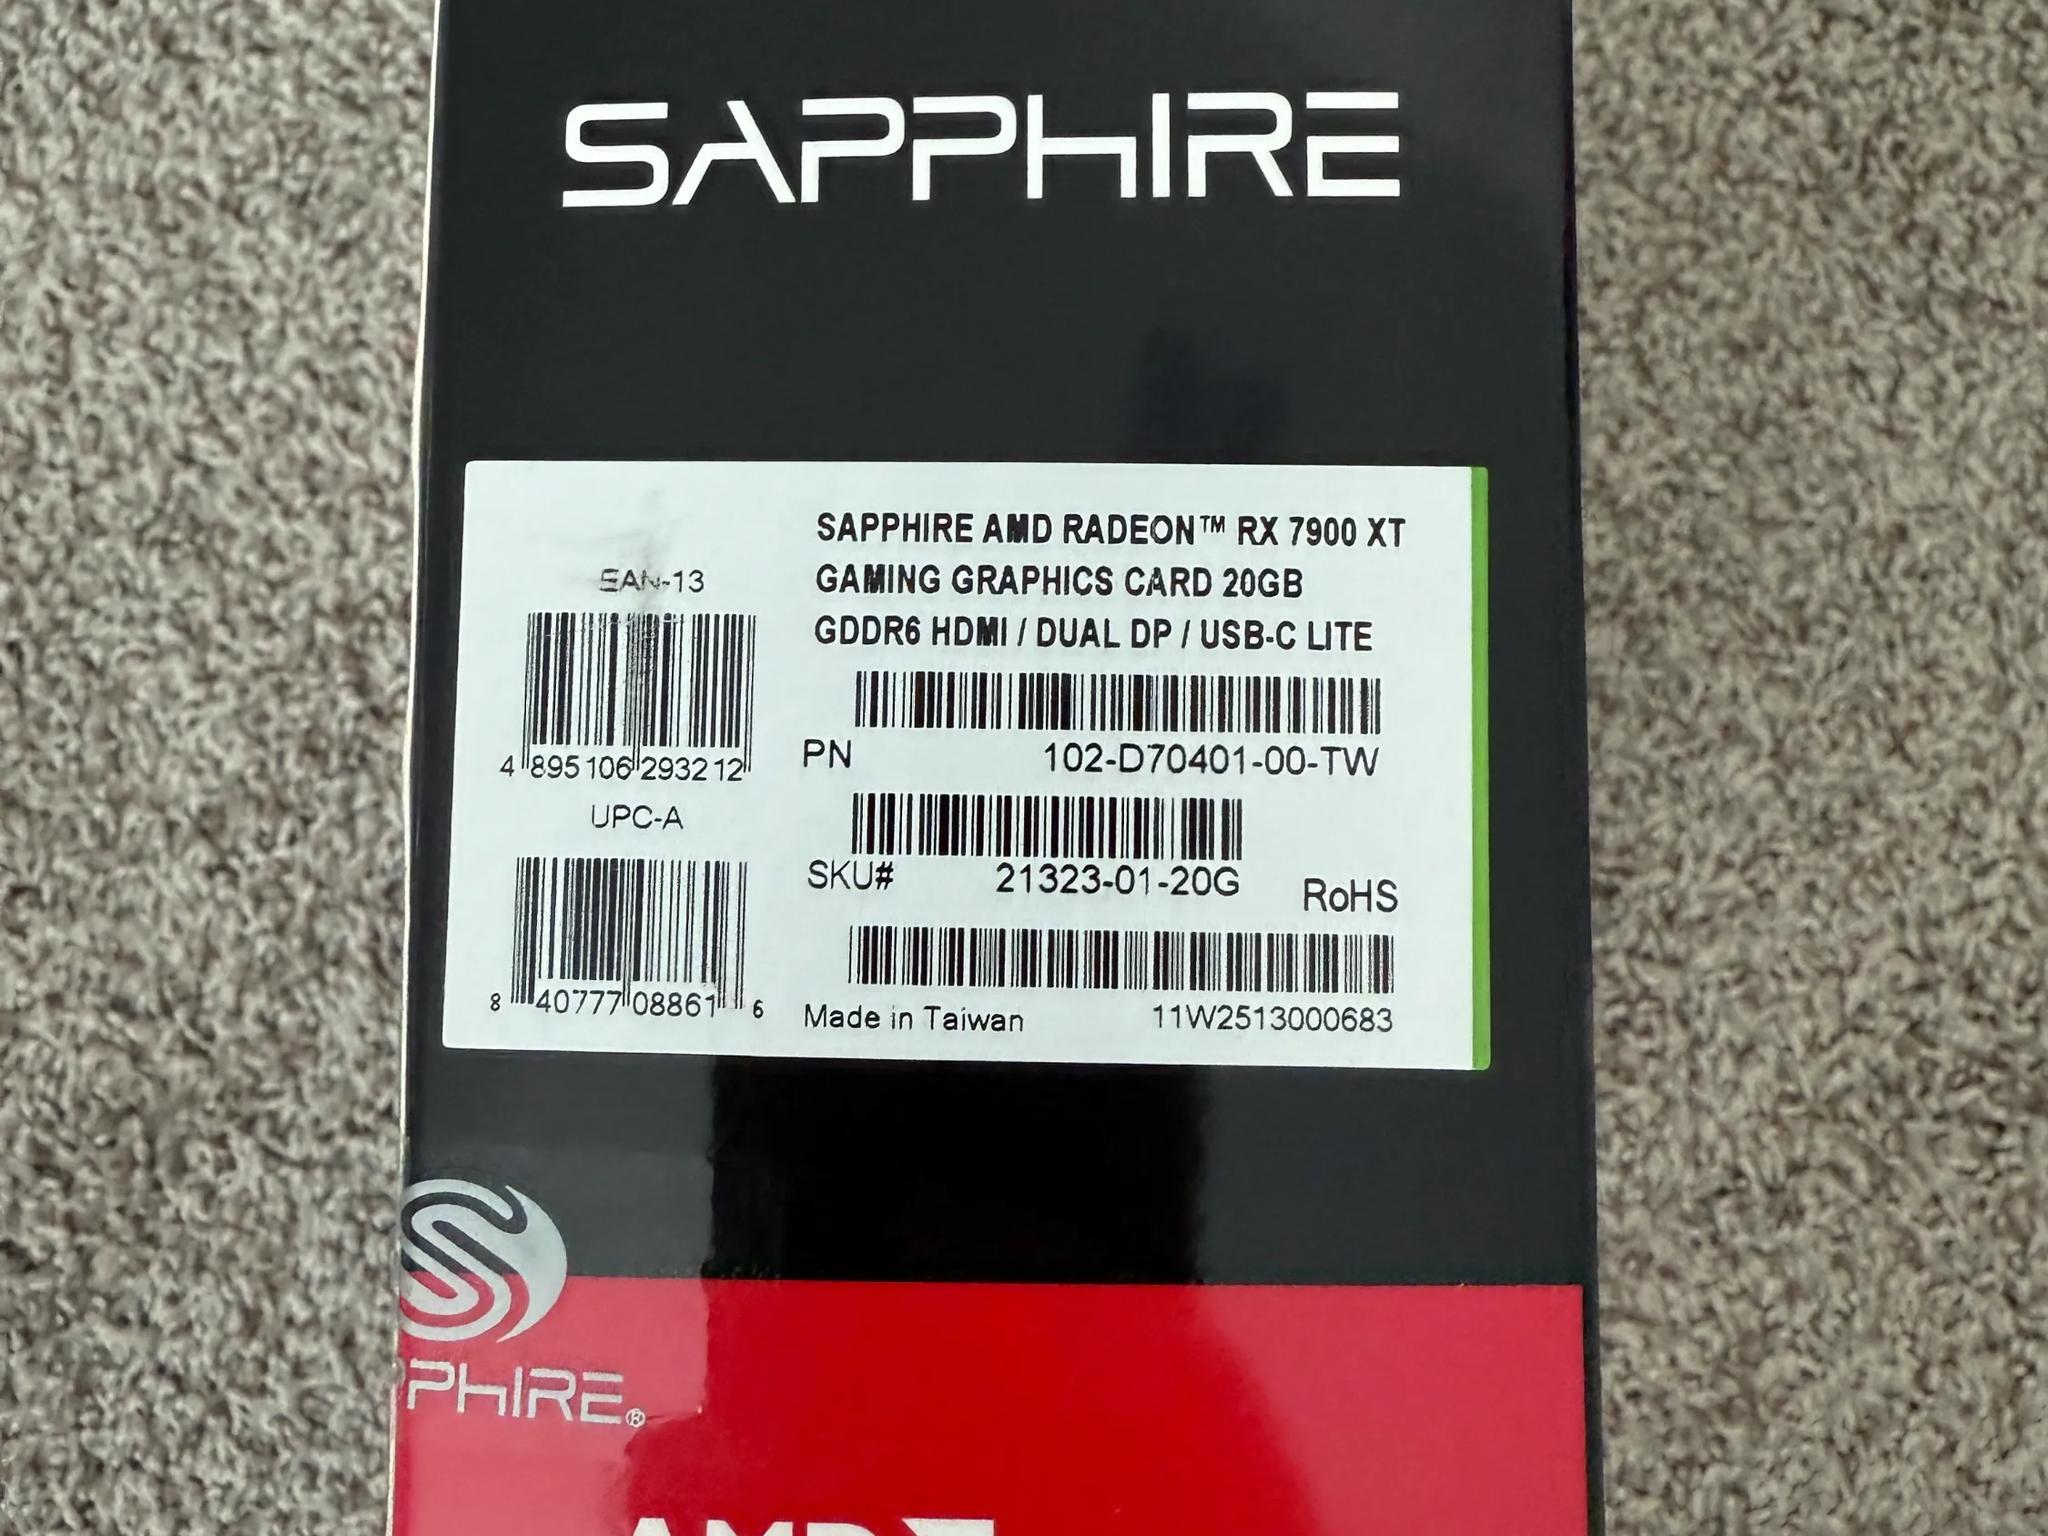 SAPPHIRE
SAPPHIRE AMD RADEON™ RX 7900 XT
GAMING GRAPHICS CARD 20GB
GDDR6 HDMI / DUAL DP / USB-C LITE
EAN-13
4 895106 293212
PN 102-D70401-00-TW
UPC-A
SKU# 21323-01-20G
RoHS
8 40777 08861 6
Made in Taiwan 11W2513000683
PPHIRE®
AMD